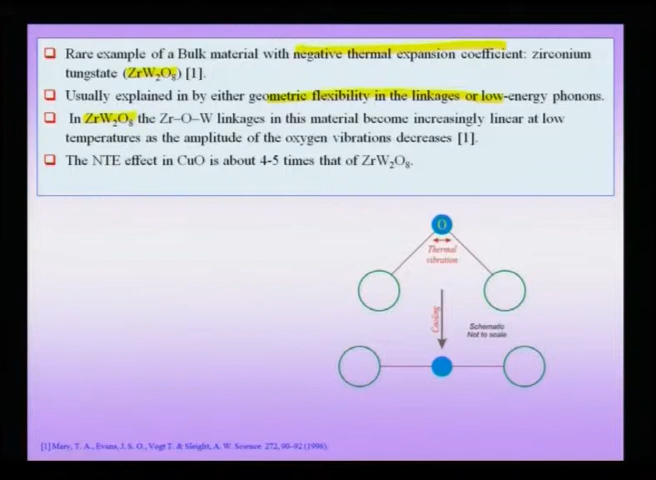 Rare example of a Bulk material with negative thermal expansion coefficient: zirconium
tungstate (ZrW₂O₈) [1].
Usually explained in by either geometric flexibility in the linkages or low-energy phonons.
In ZrW₂O₈ the Zr–O–W linkages in this material become increasingly linear at low
temperatures as the amplitude of the oxygen vibrations decreases [1].
The NTE effect in CuO is about 4-5 times that of ZrW₂O₈.
O
Thermal
vibration
Cooling
Schematic
Not to scale
[1] Mary, T. A., Evans, J. S. O., Vogt T. & Sleight, A. W. Science 272, 90–92 (1996).